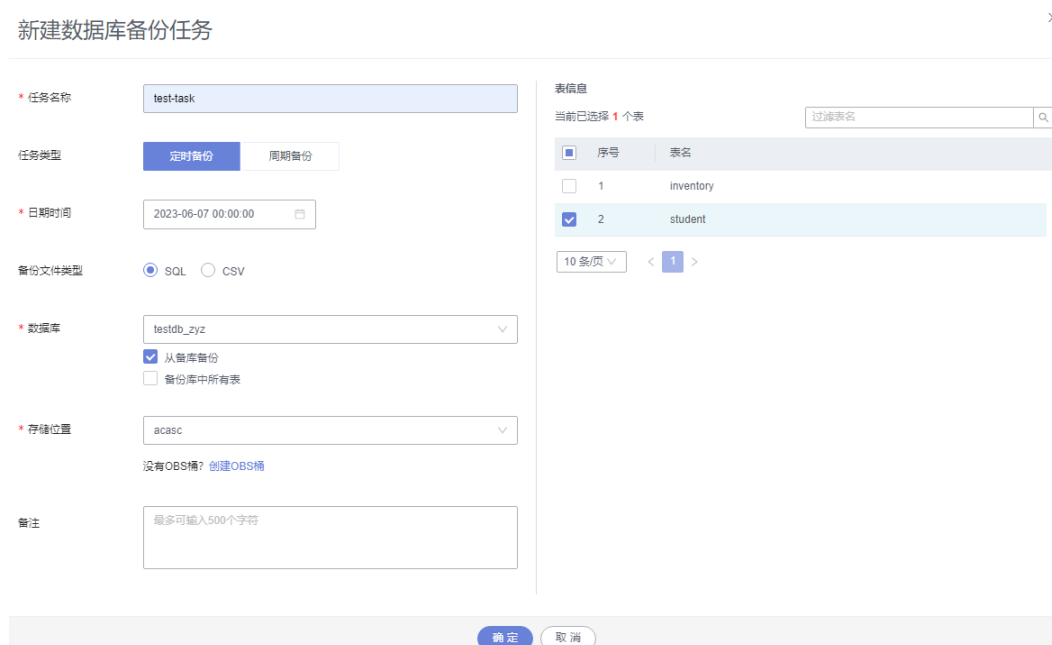 新建数据库备份任务
* 任务名称
test-task
任务类型
定时备份 周期备份
* 日期时间
2023-06-07 00:00:00
备份文件类型
SQL CSV
* 数据库
testdb_zyz
从备库备份
备份库中所有表
* 存储位置
acasc
没有OBS桶? 创建OBS桶
备注
最多可输入500个字符
表信息
当前已选择 1 个表
过滤表名
序号 表名
1 inventory
2 student
10 条/页
< 1 >
确定 取消